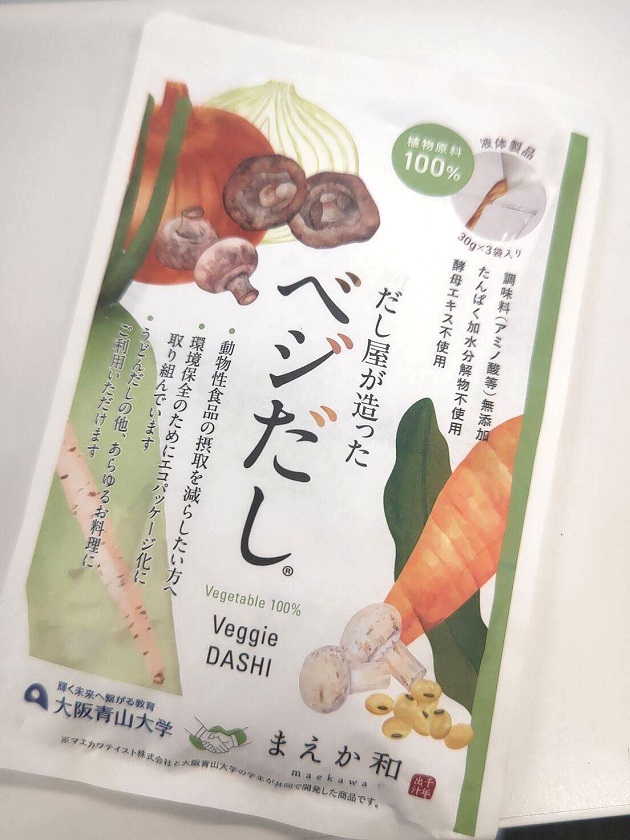 植物原料
100%
液体製品
30g×3袋入り
調味料(アミノ酸等)無添加
たんぱく加水分解物不使用
酵母エキス不使用
だし屋が造った
ベジだし®
・動物性食品の摂取を減らしたい方へ
・環境保全のためにエコパッケージ化に
取り組んでいます
・うどんだしの他、あらゆるお料理に
ご利用いただけます
Vegetable 100%
Veggie
DASHI
輝く未来へ繋がる教育
大阪青山大学
まえか和
maekawa
千年
出汁
※マエカワテイスト株式会社と大阪青山大学の学生が共同で開発した商品です。